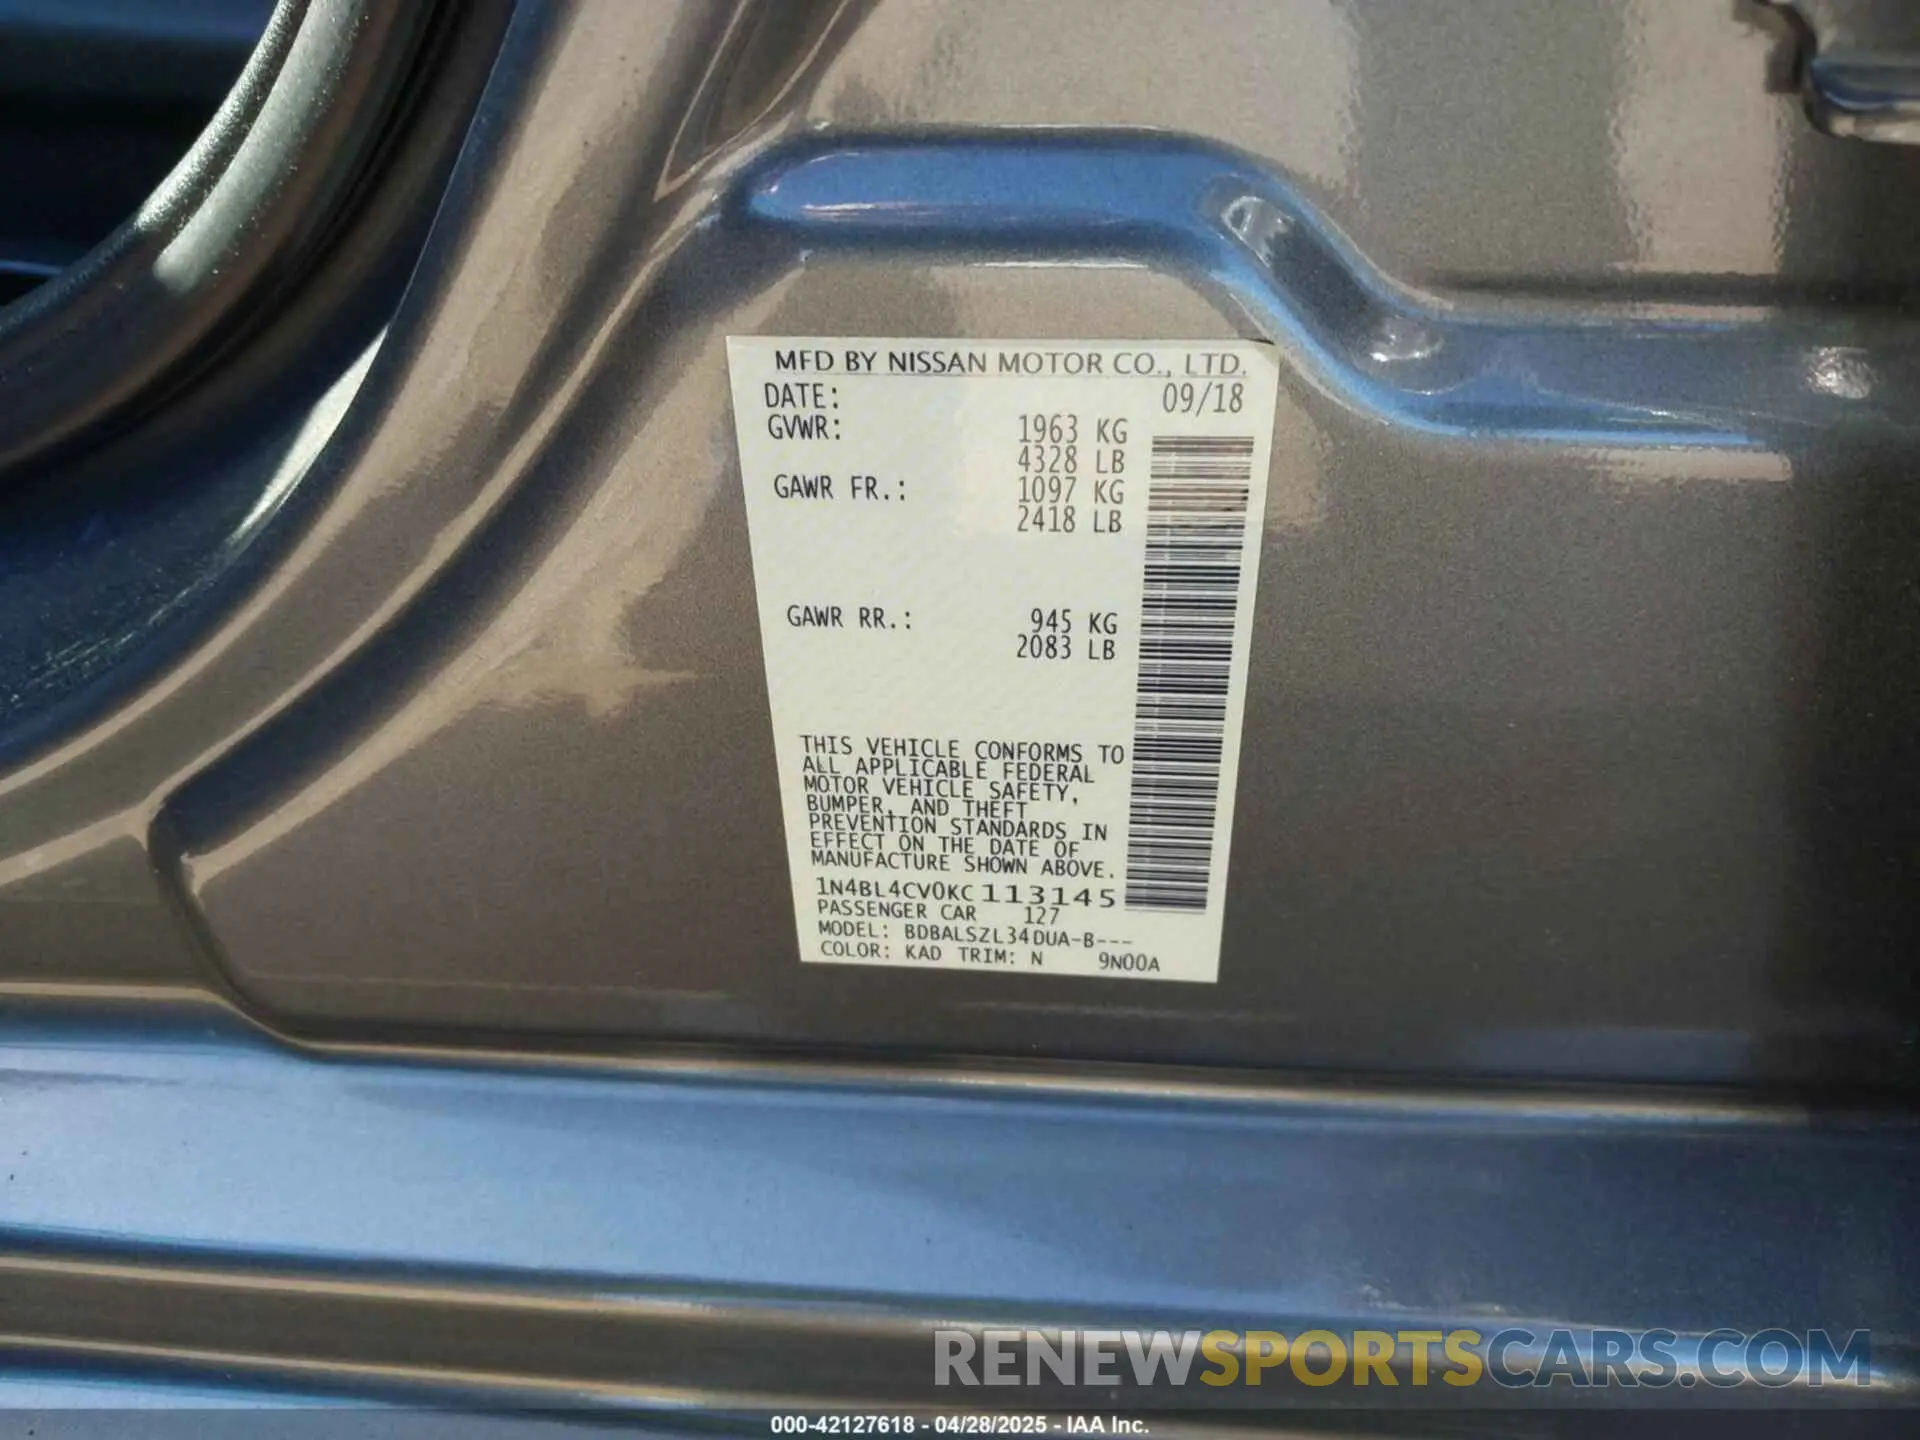 MFD BY NISSAN MOTOR CO., LTD.
DATE: 09/18
GVWR: 1963 KG
4328 LB
GAWR FR.: 1097 KG
2418 LB
GAWR RR.: 945 KG
2083 LB
THIS VEHICLE CONFORMS TO
ALL APPLICABLE FEDERAL
MOTOR VEHICLE SAFETY,
BUMPER, AND THEFT
PREVENTION STANDARDS IN
EFFECT ON THE DATE OF
MANUFACTURE SHOWN ABOVE.
1N4BL4CV0KC113145
PASSENGER CAR 127
MODEL: BDBALSZL34DUA-B---
COLOR: KAD TRIM: N 9N00A
RENEWSPORTSCARS.COM
000-42127618 - 04/28/2025 - IAA Inc.